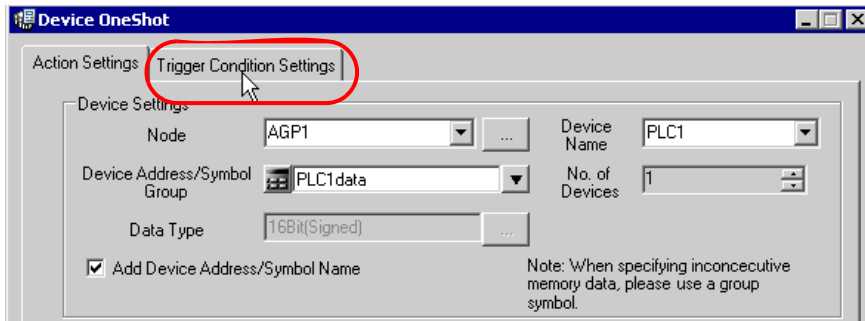 Device OneShot
Action Settings
Trigger Condition Settings
Device Settings
Node
AGP1
...
Device
Name
PLC1
Device Address/Symbol
Group
PLC1data
No. of
Devices
1
Data Type
16Bit(Signed)
...
Add Device Address/Symbol Name
Note: When specifying inconcecutive
memory data, please use a group
symbol.